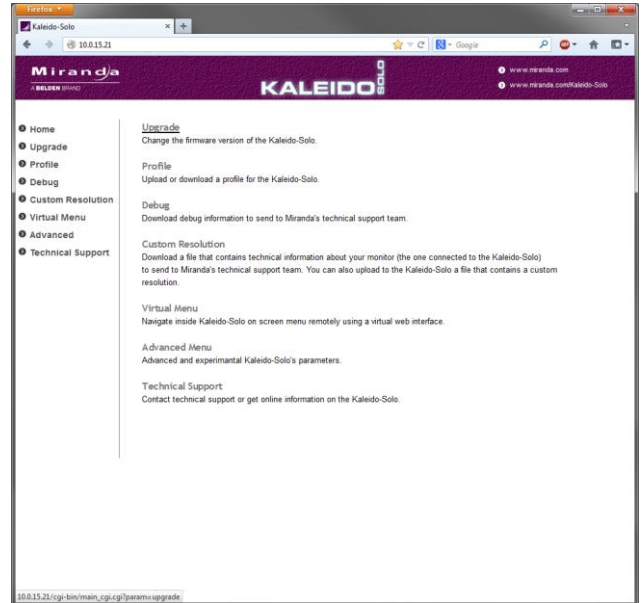 Firefox
Kaleido-Solo
10.0.15.21
Google
Miranda
A BELDEN BRAND
KALEIDO SOLO
www.miranda.com
www.miranda.com/Kaleido-Solo
Home
Upgrade
Profile
Debug
Custom Resolution
Virtual Menu
Advanced
Technical Support
Upgrade
Change the firmware version of the Kaleido-Solo.
Profile
Upload or download a profile for the Kaleido-Solo.
Debug
Download debug information to send to Miranda's technical support team.
Custom Resolution
Download a file that contains technical information about your monitor (the one connected to the Kaleido-Solo)
to send to Miranda's technical support team. You can also upload to the Kaleido-Solo a file that contains a custom
resolution.
Virtual Menu
Navigate inside Kaleido-Solo on screen menu remotely using a virtual web interface.
Advanced Menu
Advanced and experimantal Kaleido-Solo's parameters.
Technical Support
Contact technical support or get online information on the Kaleido-Solo.
10.0.15.21/cgi-bin/main_cgi.cgi?param=upgrade